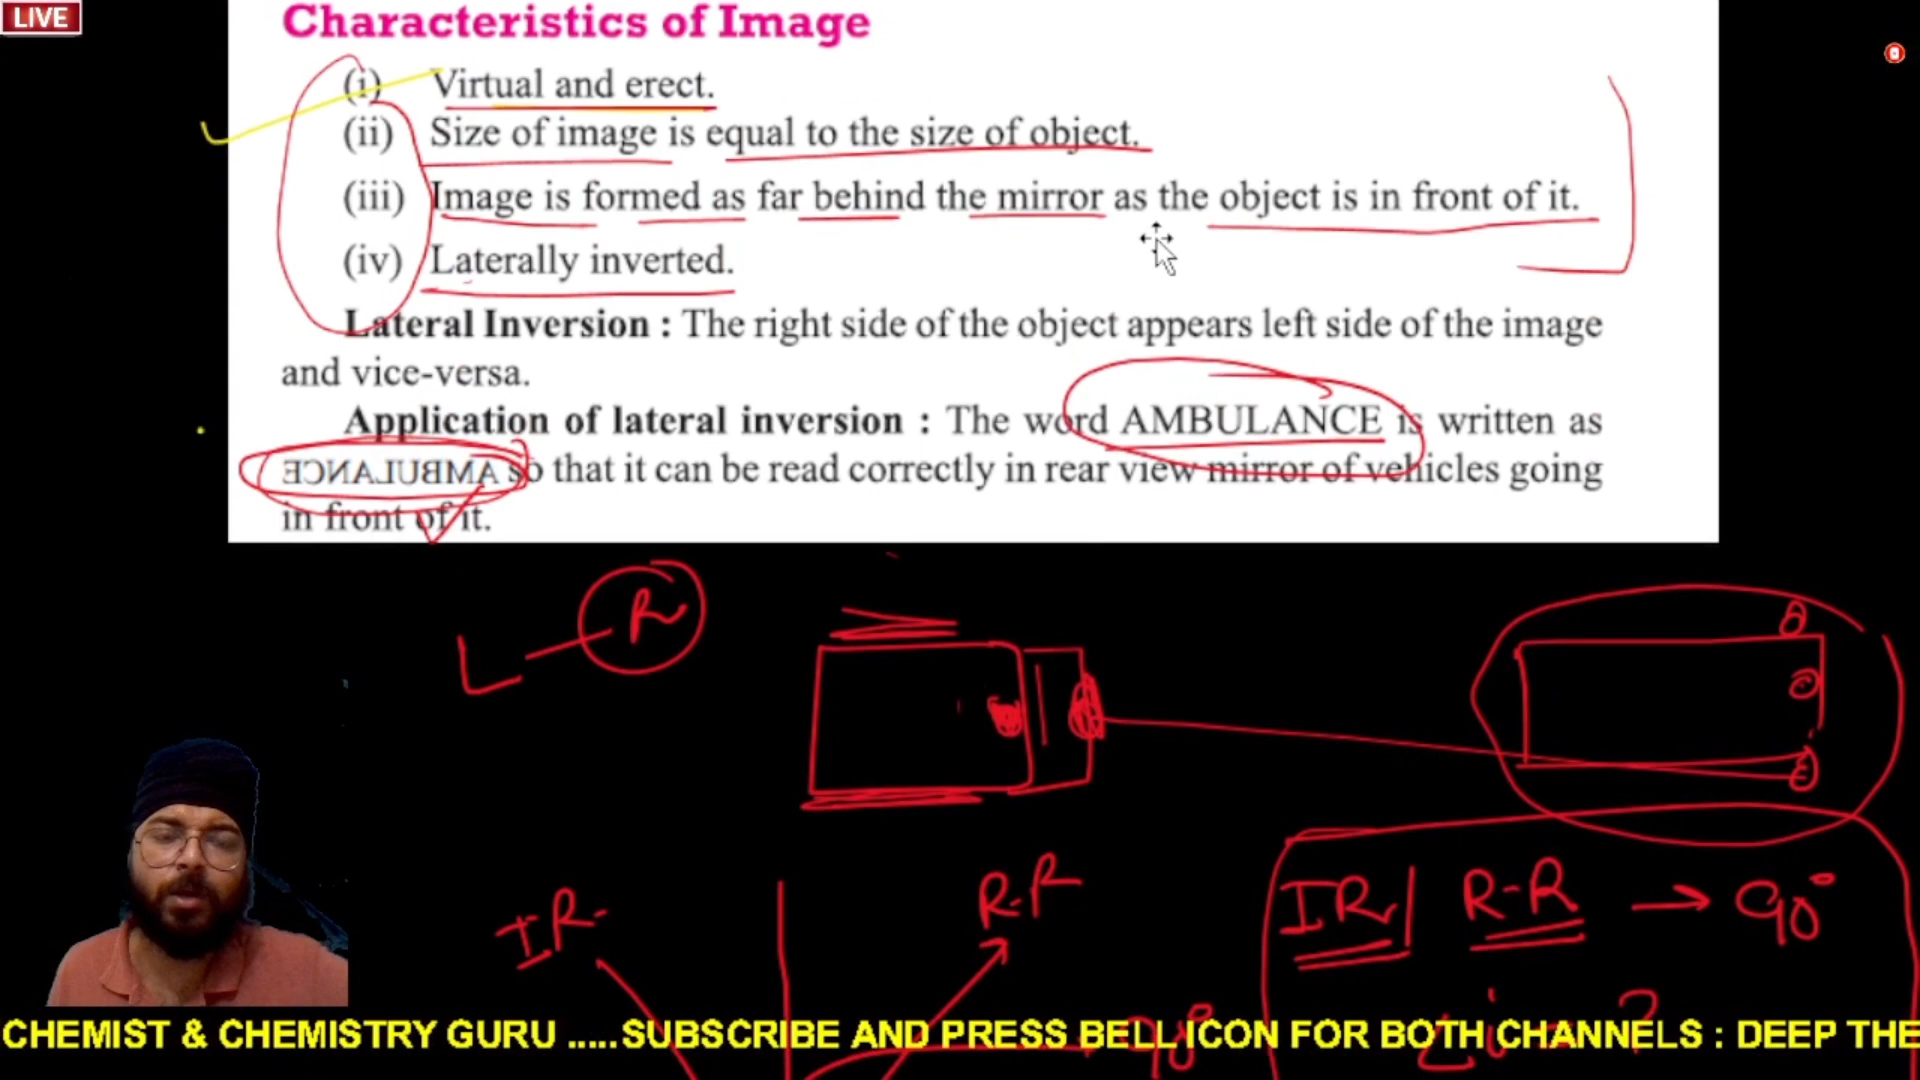 LIVE
Characteristics of Image
(i) Virtual and erect.
(ii) Size of image is equal to the size of object.
(iii) Image is formed as far behind the mirror as the object is in front of it.
(iv) Laterally inverted.
Lateral Inversion : The right side of the object appears left side of the image
and vice-versa.
Application of lateral inversion : The word AMBULANCE is written as
AMBULANCE so that it can be read correctly in rear view mirror of vehicles going
in front of it.
L R
I R-
R-R
IR| R-R → 90°
∠i = ?
90°
CHEMIST & CHEMISTRY GURU .....SUBSCRIBE AND PRESS BELL ICON FOR BOTH CHANNELS : DEEP THE